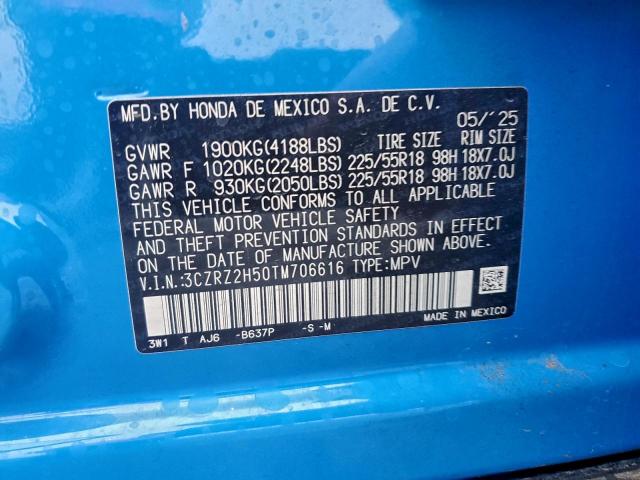 MFD.BY HONDA DE MEXICO S.A. DE C.V. 05/'25
GVWR 1900KG(4188LBS) TIRE SIZE RIM SIZE
GAWR F 1020KG(2248LBS) 225/55R18 98H 18X7.0J
GAWR R 930KG(2050LBS) 225/55R18 98H 18X7.0J
THIS VEHICLE CONFORMS TO ALL APPLICABLE
FEDERAL MOTOR VEHICLE SAFETY
AND THEFT PREVENTION STANDARDS IN EFFECT
ON THE DATE OF MANUFACTURE SHOWN ABOVE.
V.I.N.:3CZRZ2H50TM706616 TYPE:MPV
3W1 T AJ6 -B637P -S -M MADE IN MEXICO